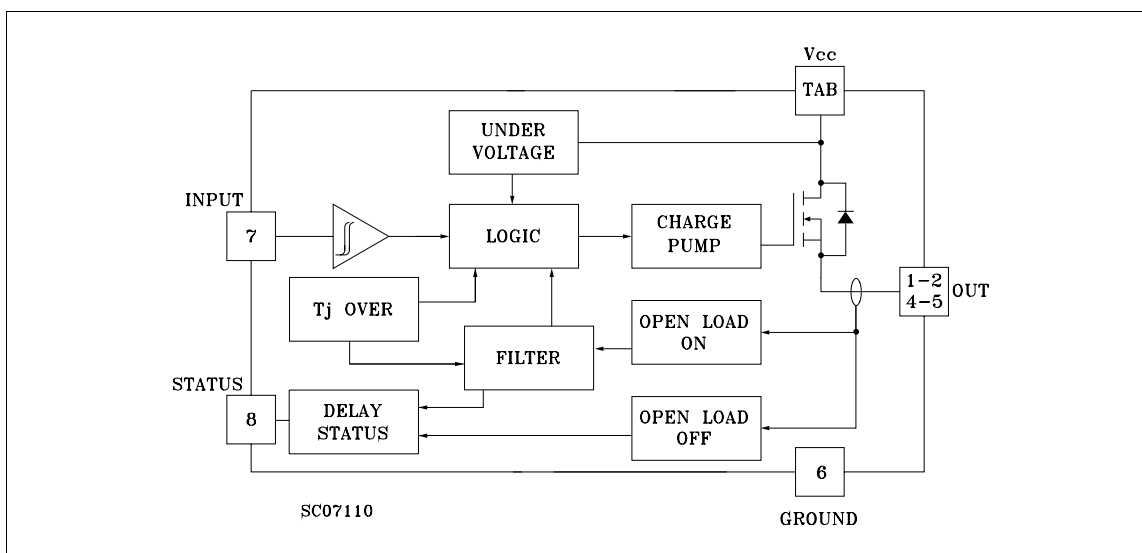 Vcc
TAB
UNDER
VOLTAGE
INPUT
7
LOGIC
CHARGE
PUMP
1-2
4-5
OUT
Tj OVER
OPEN LOAD
ON
FILTER
STATUS
8
DELAY
STATUS
OPEN LOAD
OFF
6
SC07110
GROUND